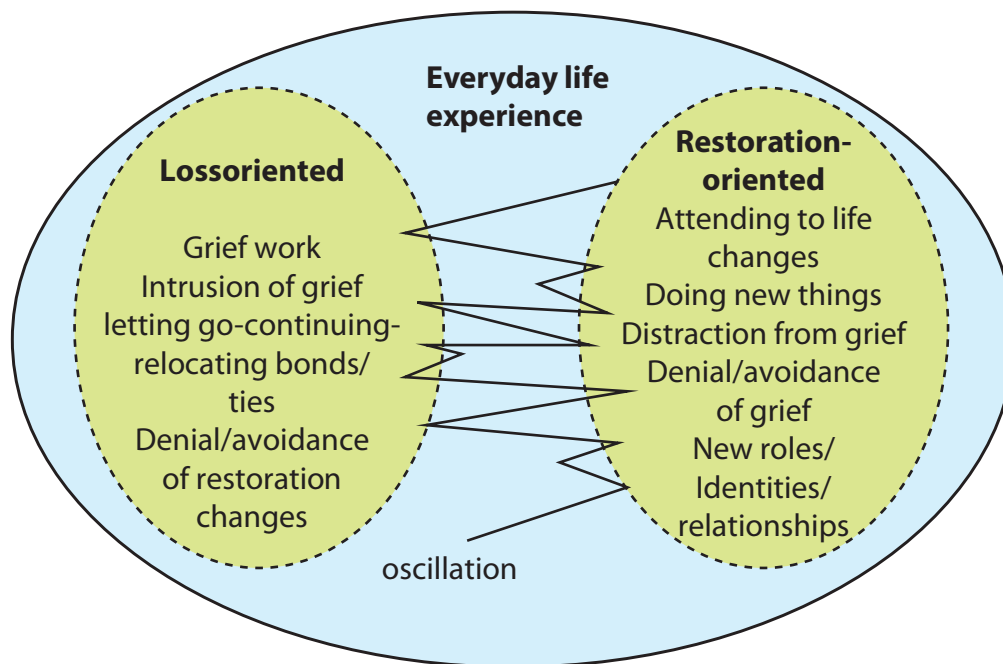 Everyday life
experience
Lossoriented
Grief work
Intrusion of grief
letting go-continuing-
relocating bonds/
ties
Denial/avoidance
of restoration
changes
Restoration-
oriented
Attending to life
changes
Doing new things
Distraction from grief
Denial/avoidance
of grief
New roles/
Identities/
relationships
oscillation